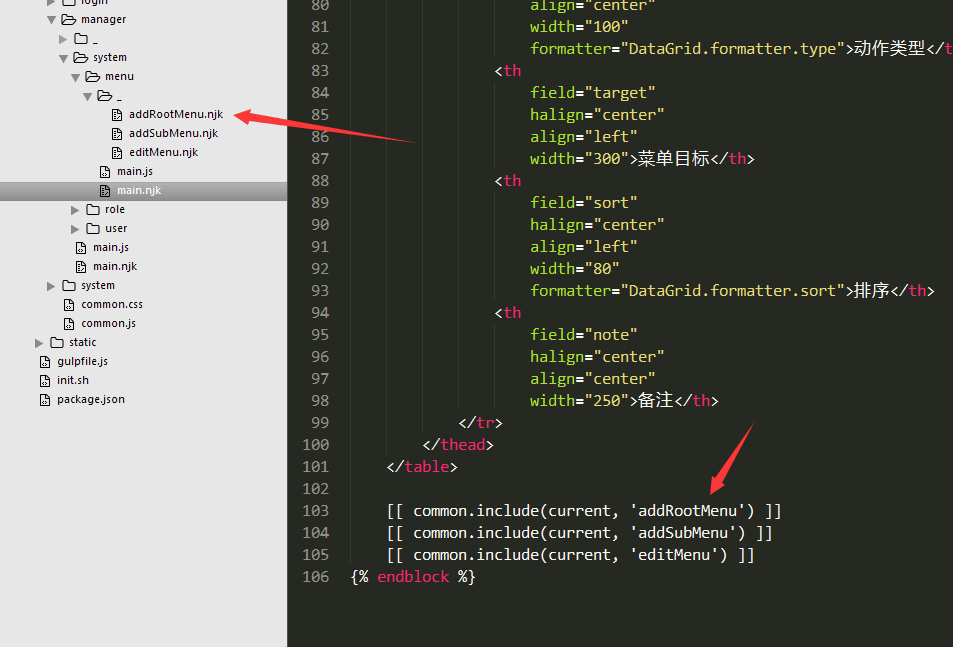 login
manager
_
system
menu
_
addRootMenu.njk
addSubMenu.njk
editMenu.njk
main.js
main.njk
role
user
main.js
main.njk
system
common.css
common.js
static
gulpfile.js
init.sh
package.json
80 align="center"
81 width="100"
82 formatter="DataGrid.formatter.type">动作类型</t
83 <th
84 field="target"
85 halign="center"
86 align="left"
87 width="300">菜单目标</th>
88 <th
89 field="sort"
90 halign="center"
91 align="left"
92 width="80"
93 formatter="DataGrid.formatter.sort">排序</th>
94 <th
95 field="note"
96 halign="center"
97 align="center"
98 width="250">备注</th>
99 </tr>
100 </thead>
101 </table>
102
103 [[ common.include(current, 'addRootMenu') ]]
104 [[ common.include(current, 'addSubMenu') ]]
105 [[ common.include(current, 'editMenu') ]]
106 {% endblock %}